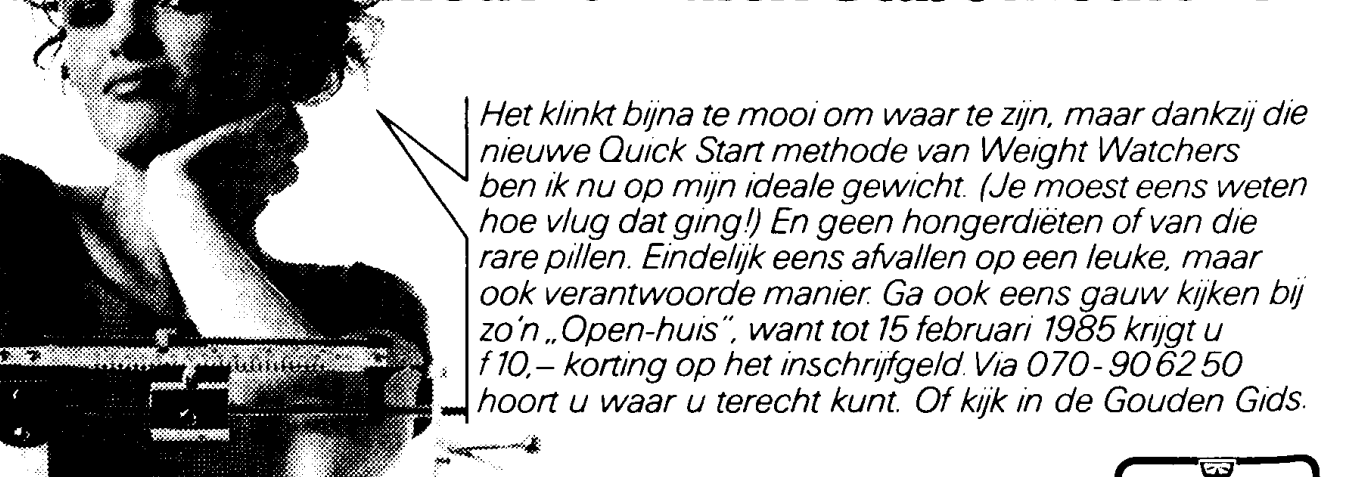 Het klinkt bijna te mooi om waar te zijn, maar dankzij die
nieuwe Quick Start methode van Weight Watchers
ben ik nu op mijn ideale gewicht. (Je moest eens weten
hoe vlug dat ging!) En geen hongerdiëten of van die
rare pillen. Eindelijk eens afvallen op een leuke, maar
ook verantwoorde manier. Ga ook eens gauw kijken bij
zo'n „Open-huis”, want tot 15 februari 1985 krijgt u
f 10,– korting op het inschrijfgeld. Via 070-90 62 50
hoort u waar u terecht kunt. Of kijk in de Gouden Gids.